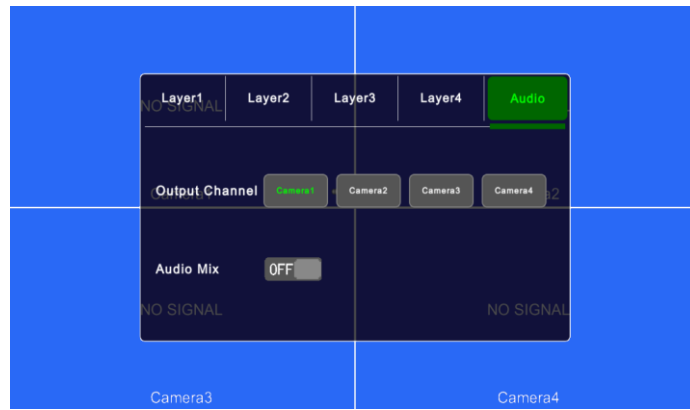 Layer1 Layer2 Layer3 Layer4 Audio
NO SIGNAL
Output Channel Camera1 Camera2 Camera3 Camera4
Audio Mix OFF
NO SIGNAL NO SIGNAL
Camera3 Camera4